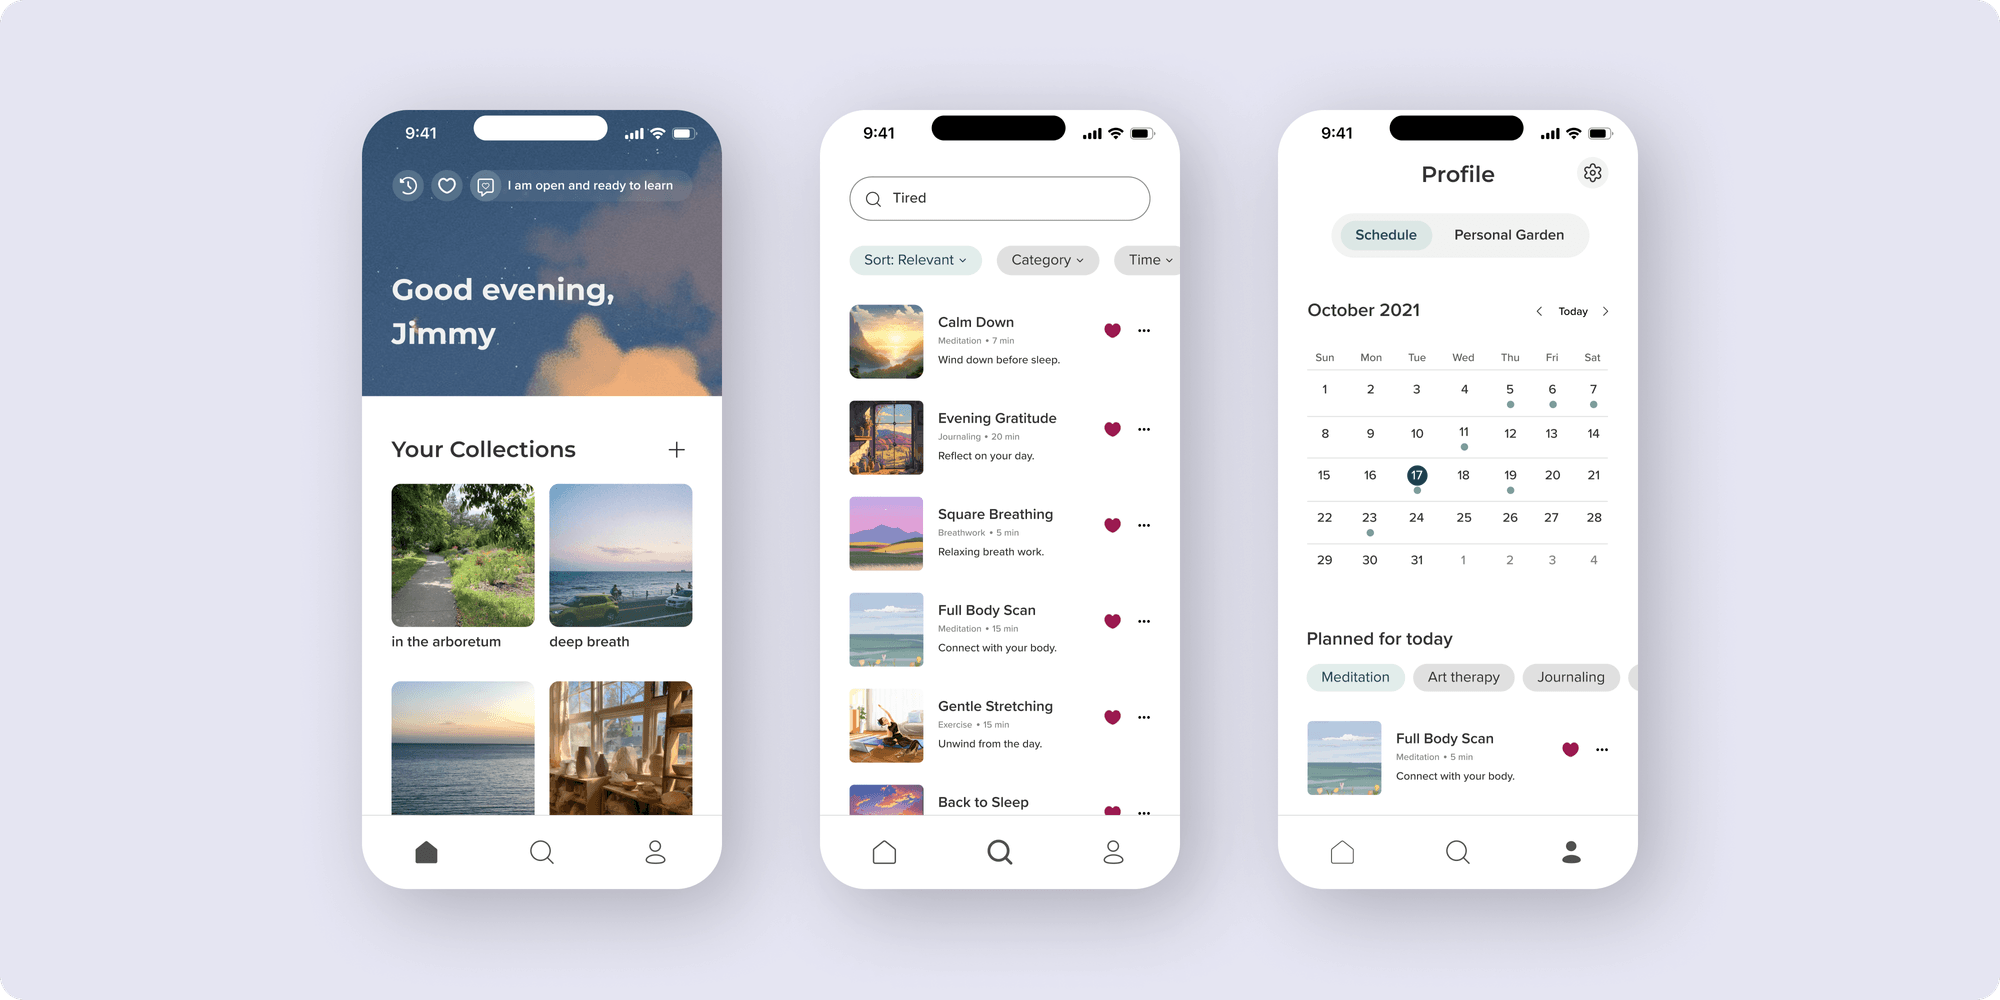 9:41
I am open and ready to learn
Good evening,
Jimmy
Your Collections
in the arboretum
deep breath
9:41
Tired
Sort: Relevant
Category
Time
Calm Down
Meditation • 7 min
Wind down before sleep.
Evening Gratitude
Journaling • 20 min
Reflect on your day.
Square Breathing
Breathwork • 5 min
Relaxing breath work.
Full Body Scan
Meditation • 15 min
Connect with your body.
Gentle Stretching
Exercise • 15 min
Unwind from the day.
Back to Sleep
9:41
Profile
Schedule Personal Garden
October 2021 Today
Sun Mon Tue Wed Thu Fri Sat
1 2 3 4 5 6 7
8 9 10 11 12 13 14
15 16 17 18 19 20 21
22 23 24 25 26 27 28
29 30 31 1 2 3 4
Planned for today
Meditation Art therapy Journaling
Full Body Scan
Meditation • 5 min
Connect with your body.